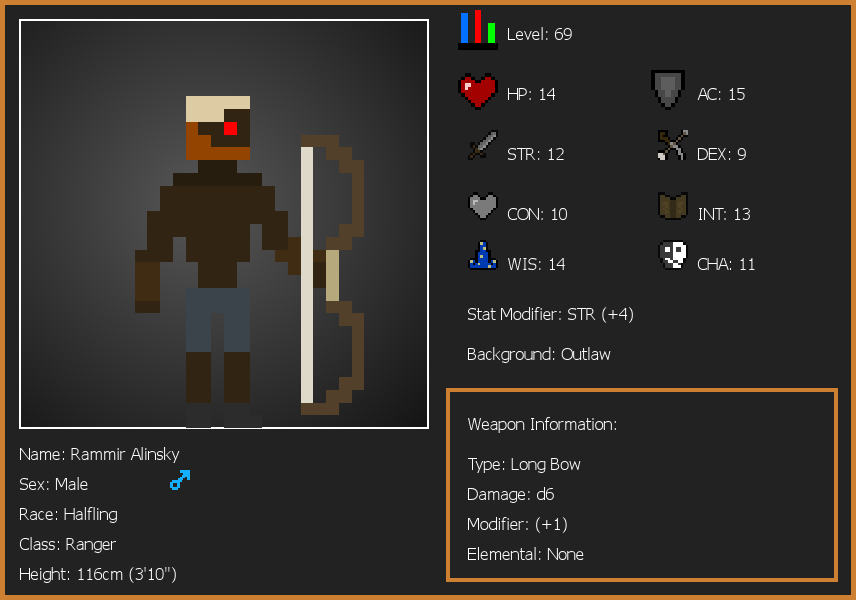 Level: 69
HP: 14
AC: 15
STR: 12
DEX: 9
CON: 10
INT: 13
WIS: 14
CHA: 11
Stat Modifier: STR (+4)
Background: Outlaw
Weapon Information:
Type: Long Bow
Damage: d6
Modifier: (+1)
Elemental: None
Name: Rammir Alinsky
Sex: Male
Race: Halfling
Class: Ranger
Height: 116cm (3'10")